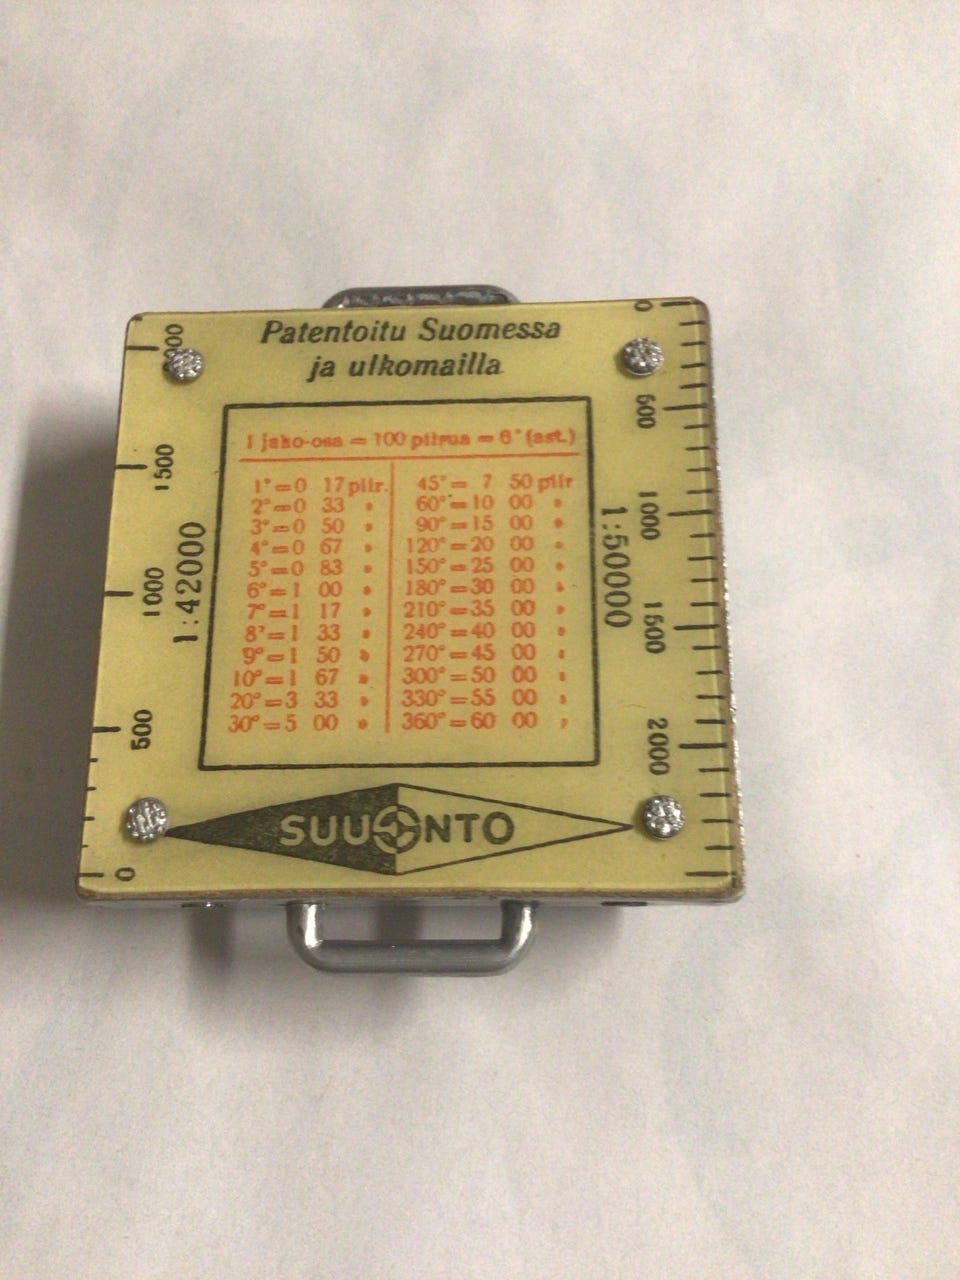 Patentoitu Suomessa
ja ulkomailla
1 jako-osa = 100 piirua = 6° (ast.)
1° = 0 17 piir.
2° = 0 33 "
3° = 0 50 "
4° = 0 67 "
5° = 0 83 "
6° = 1 00 "
7° = 1 17 "
8° = 1 33 "
9° = 1 50 "
10° = 1 67 "
20° = 3 33 "
30° = 5 00 "
45° = 7 50 piir
60° = 10 00 "
90° = 15 00 "
120° = 20 00 "
150° = 25 00 "
180° = 30 00 "
210° = 35 00 "
240° = 40 00 "
270° = 45 00 "
300° = 50 00 "
330° = 55 00 "
360° = 60 00 "
1:42000
0
500
1000
1500
1:50000
0
500
1000
1500
2000
SUUNTO